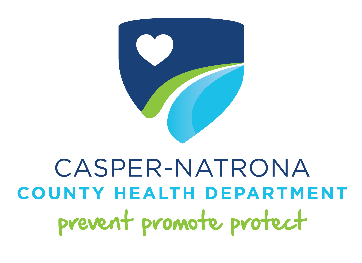 CASPER-NATRONA
COUNTY HEALTH DEPARTMENT
prevent promote protect